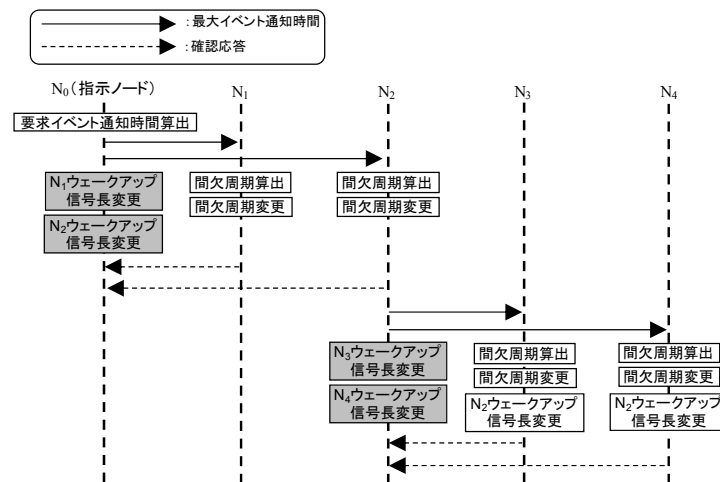 :最大イベント通知時間
:確認応答
N0(指示ノード)
N1
N2
N3
N4
要求イベント通知時間算出
N1ウェークアップ
信号長変更
N2ウェークアップ
信号長変更
間欠周期算出
間欠周期変更
間欠周期算出
間欠周期変更
N3ウェークアップ
信号長変更
N4ウェークアップ
信号長変更
間欠周期算出
間欠周期変更
N2ウェークアップ
信号長変更
間欠周期算出
間欠周期変更
N2ウェークアップ
信号長変更